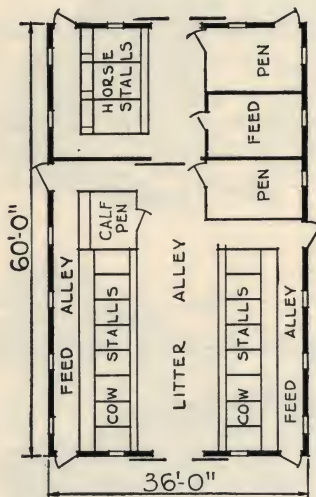 HORSE
STALLS
PEN
FEED
PEN
60'-0"
CALF
PEN
FEED ALLEY
COW STALLS
LITTER ALLEY
COW STALLS
FEED ALLEY
36'-0"